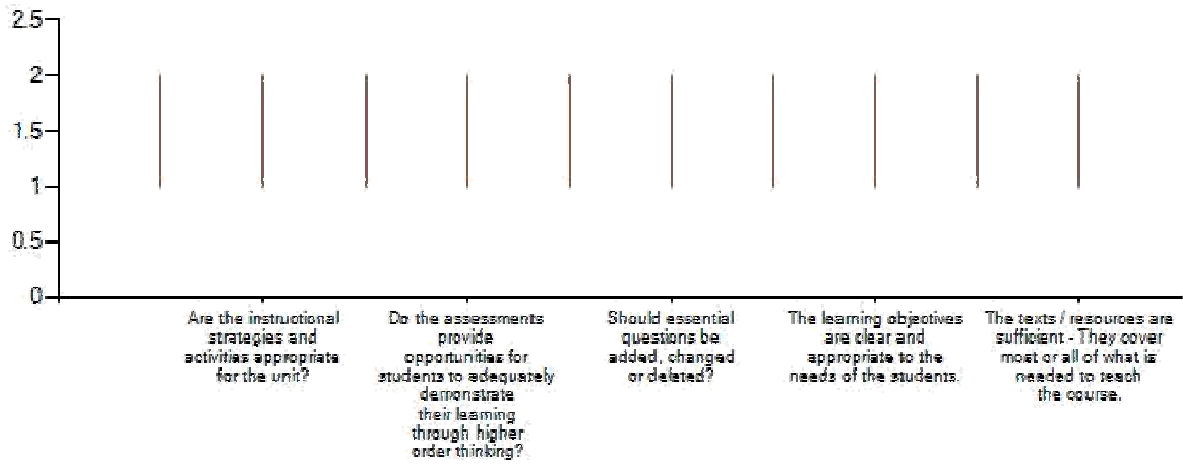 2.5
2
1.5
1
0.5
0
Are the instructional
strategies and
activities appropriate
for the unit?
Do the assessments
provide
opportunities for
students to adequately
demonstrate
their learning
through higher
order thinking?
Should essential
questions be
added, changed
or deleted?
The learning objectives
are clear and
appropriate to the
needs of the students.
The texts / resources are
sufficient - They cover
most or all of what is
needed to teach
the course.